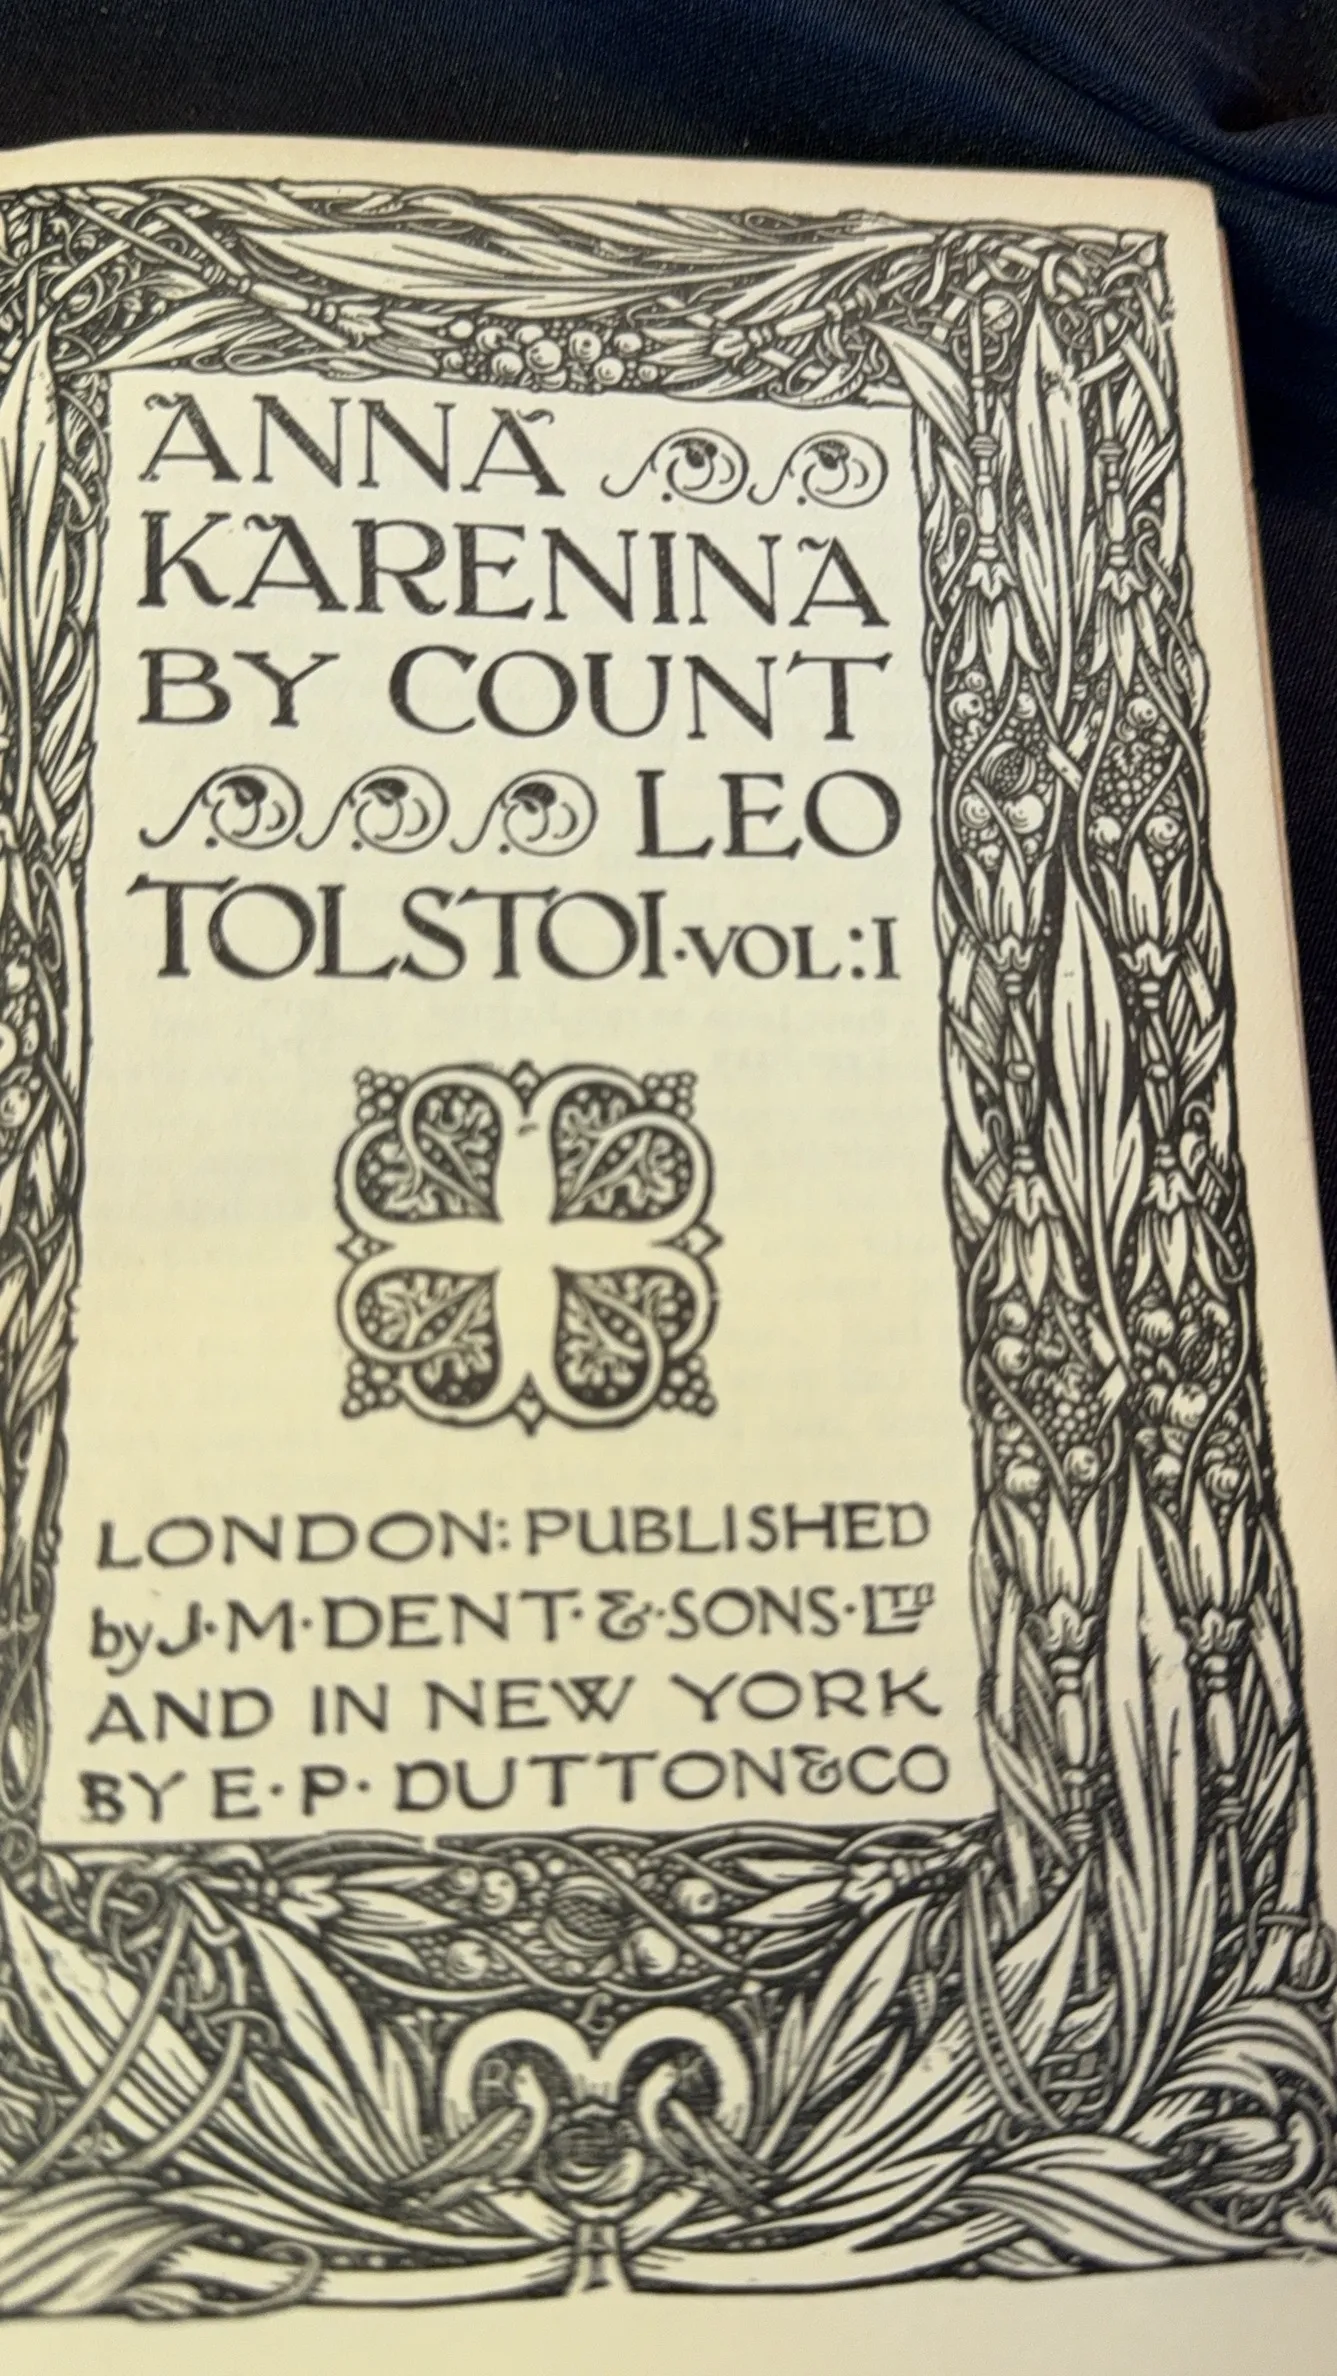 ANNA
KARENINA
BY COUNT
LEO
TOLSTOI·VOL:I
LONDON: PUBLISHED
by J·M·DENT·&·SONS·LTD
AND IN NEW YORK
BY E·P·DUTTON&CO